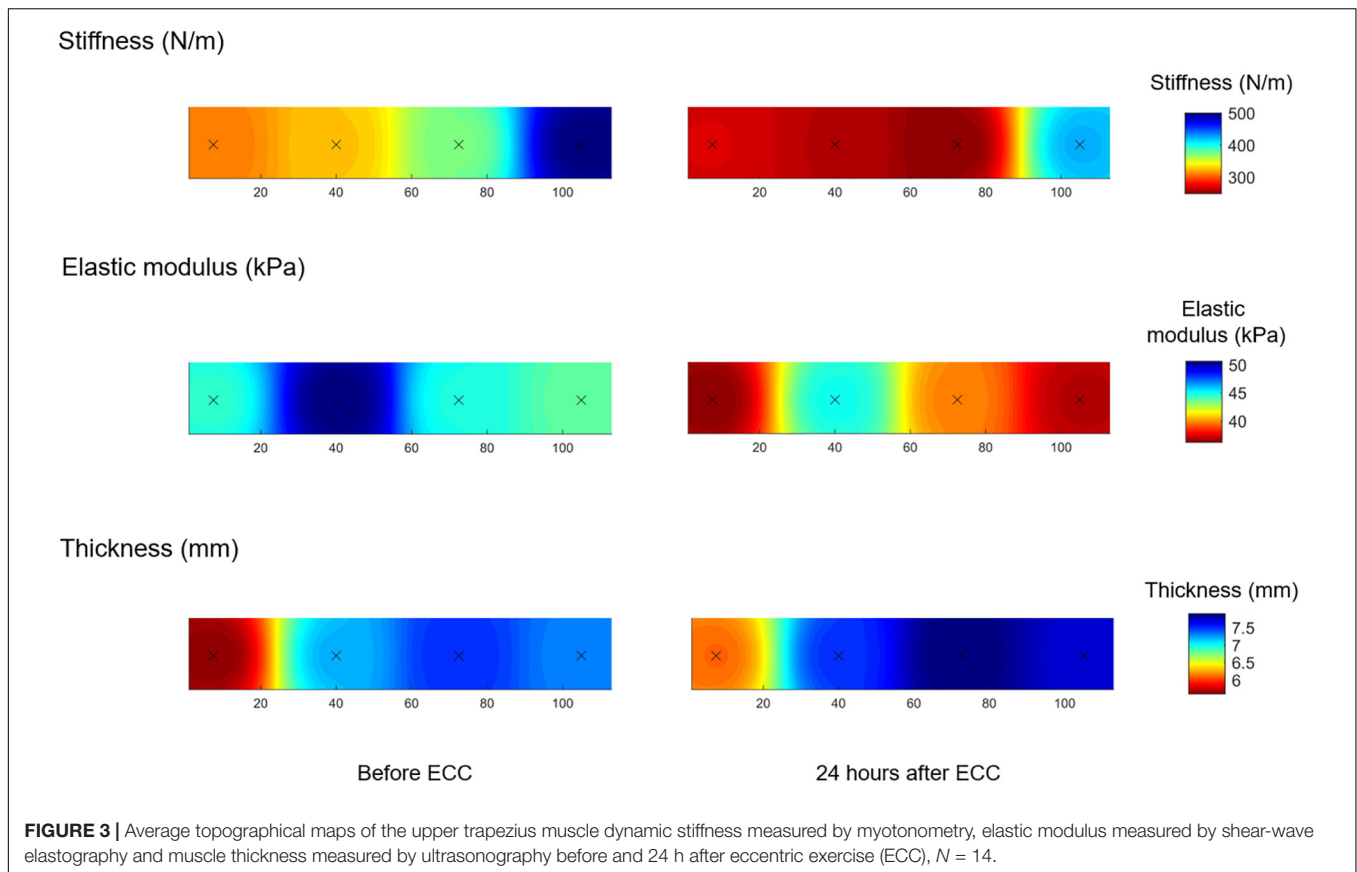 Stiffness (N/m)
Stiffness (N/m)
500
400
300
20 40 60 80 100
20 40 60 80 100
Elastic modulus (kPa)
Elastic
modulus (kPa)
50
45
40
20 40 60 80 100
20 40 60 80 100
Thickness (mm)
Thickness (mm)
7.5
7
6.5
6
20 40 60 80 100
20 40 60 80 100
Before ECC
24 hours after ECC
FIGURE 3 | Average topographical maps of the upper trapezius muscle dynamic stiffness measured by myotonometry, elastic modulus measured by shear-wave
elastography and muscle thickness measured by ultrasonography before and 24 h after eccentric exercise (ECC), N = 14.